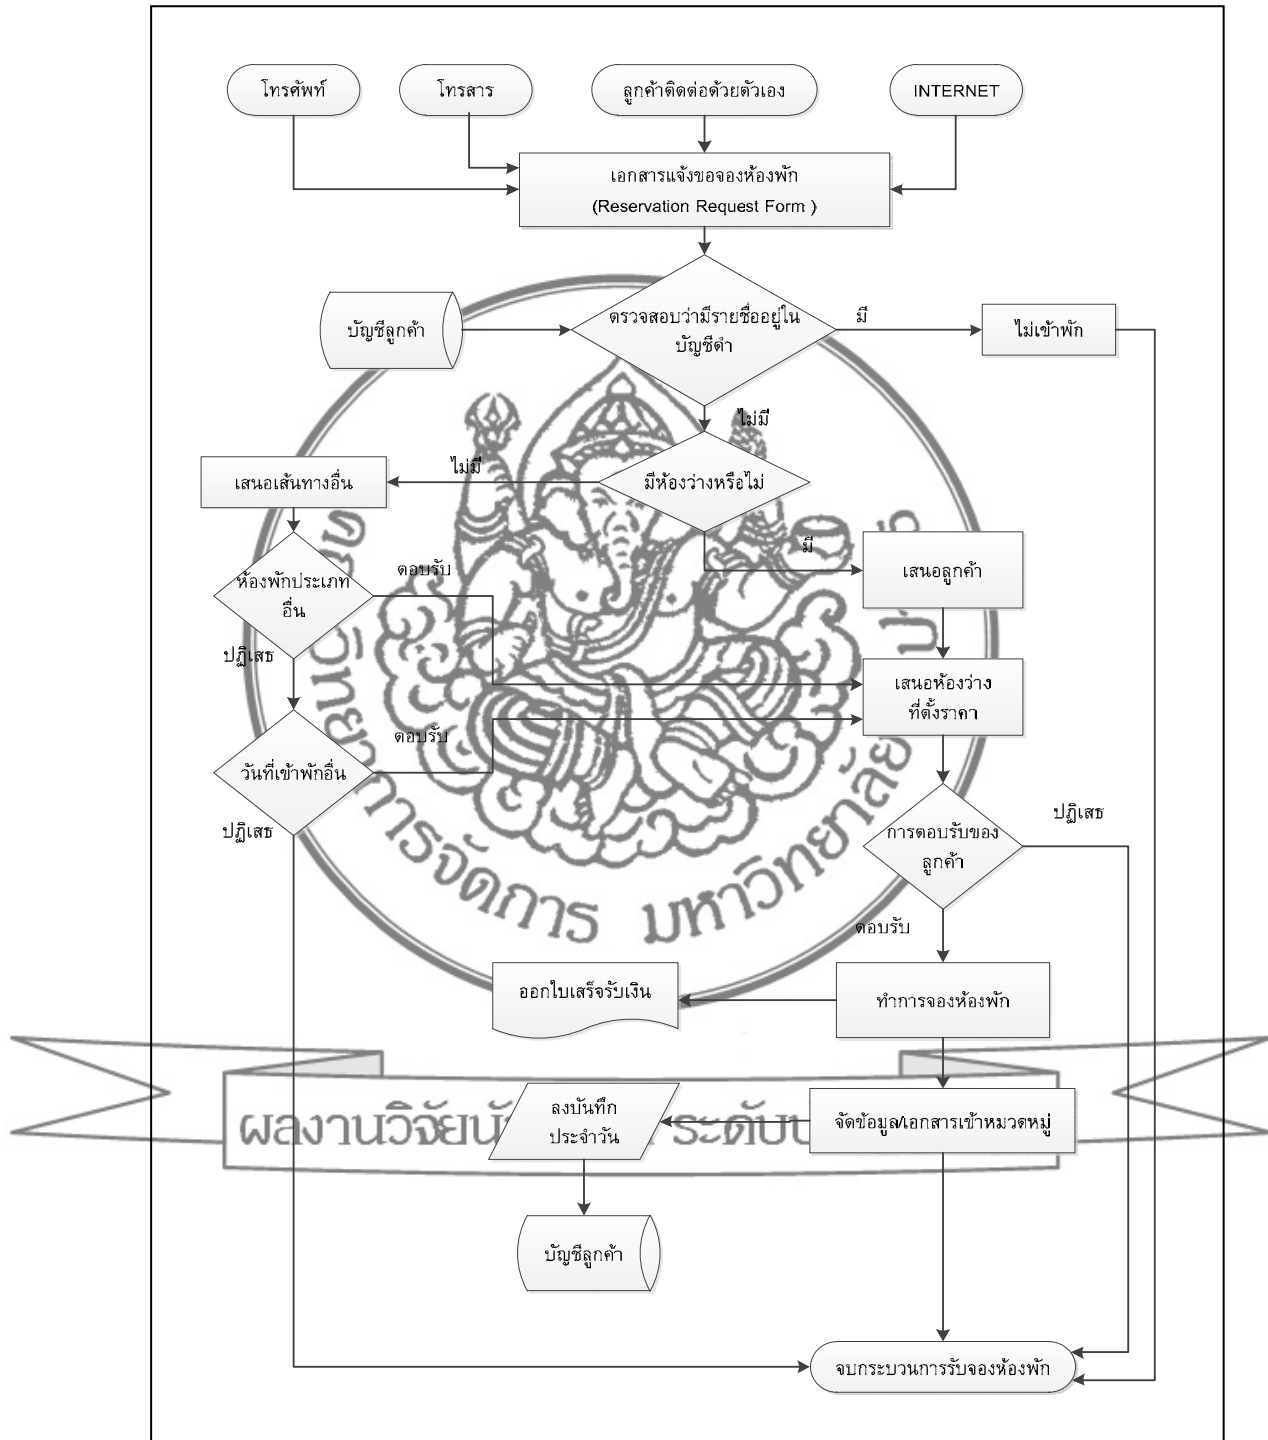 โทรศัพท์
โทรสาร
ลูกค้าติดต่อด้วยตัวเอง
INTERNET
เอกสารแจ้งขอจองห้องพัก
(Reservation Request Form )
บัญชีลูกค้า
ตรวจสอบว่ามีรายชื่ออยู่ใน
บัญชีดำ
มี
ไม่เข้าพัก
ไม่มี
มีห้องว่างหรือไม่
ไม่มี
เสนอเส้นทางอื่น
มี
เสนอลูกค้า
ห้องพักประเภท
อื่น
ตอบรับ
ปฏิเสธ
เสนอห้องว่าง
ที่ตั้งราคา
วันที่เข้าพักอื่น
ตอบรับ
ปฏิเสธ
การตอบรับของ
ลูกค้า
ปฏิเสธ
ตอบรับ
ออกใบเสร็จรับเงิน
ทำการจองห้องพัก
ลงบันทึก
ประจำวัน
จัดข้อมูล/เอกสารเข้าหมวดหมู่
บัญชีลูกค้า
จบกระบวนการรับจองห้องพัก
วิทยาการจัดการ มหาวิทยาลัย
ผลงานวิจัย ระดับ